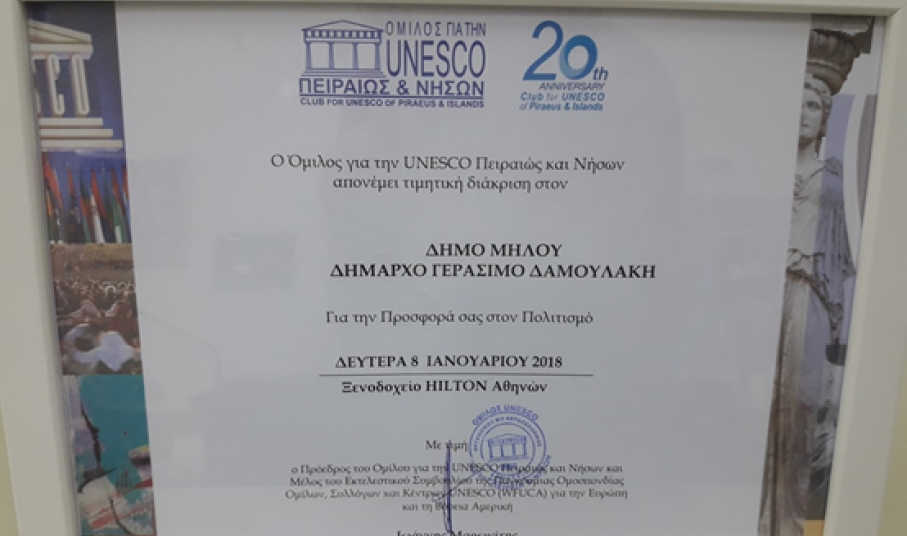 ΟΜΙΛΟΣ ΓΙΑ ΤΗΝ
UNESCO
ΠΕΙΡΑΙΩΣ & ΝΗΣΩΝ
CLUB FOR UNESCO OF PIRAEUS & ISLANDS
20th
ANNIVERSARY
Club for UNESCO
of Piraeus & Islands
Ο Όμιλος για την UNESCO Πειραιώς και Νήσων
απονέμει τιμητική διάκριση στον
ΔΗΜΟ ΜΗΛΟΥ
ΔΗΜΑΡΧΟ ΓΕΡΑΣΙΜΟ ΔΑΜΟΥΛΑΚΗ
Για την Προσφορά σας στον Πολιτισμό
ΔΕΥΤΕΡΑ 8 ΙΑΝΟΥΑΡΙΟΥ 2018
Ξενοδοχείο HILTON Αθηνών
Με τιμή
ο Πρόεδρος του Ομίλου για την UNESCO Πειραιώς και Νήσων και
Μέλος του Εκτελεστικού Συμβουλίου της Παγκόσμιας Ομοσπονδίας
Ομίλων, Συλλόγων και Κέντρων UNESCO (WFUCA) για την Ευρώπη
και τη Βόρεια Αμερική
Ιωάννης
ΟΜΙΛΟΣ UNESCO